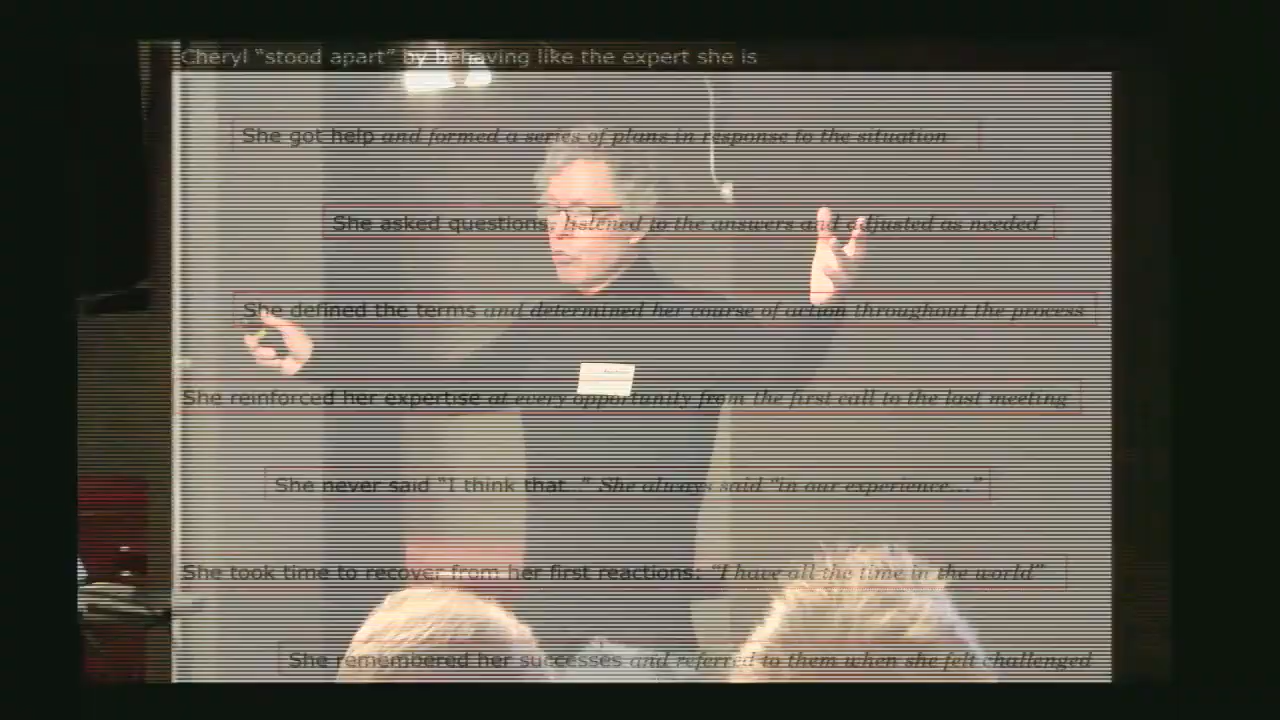 Cheryl “stood apart” by behaving like the expert she is
She got help and formed a series of plans in response to the situation
She asked questions, listened to the answers and adjusted as needed
She defined the terms and determined her course of action throughout the process
She reinforced her expertise at every opportunity from the first call to the last meeting
She never said “I think that…” She always said “in our experience…”
She took time to recover from her first reactions. “I have all the time in the world”
She remembered her successes and referred to them when she felt challenged